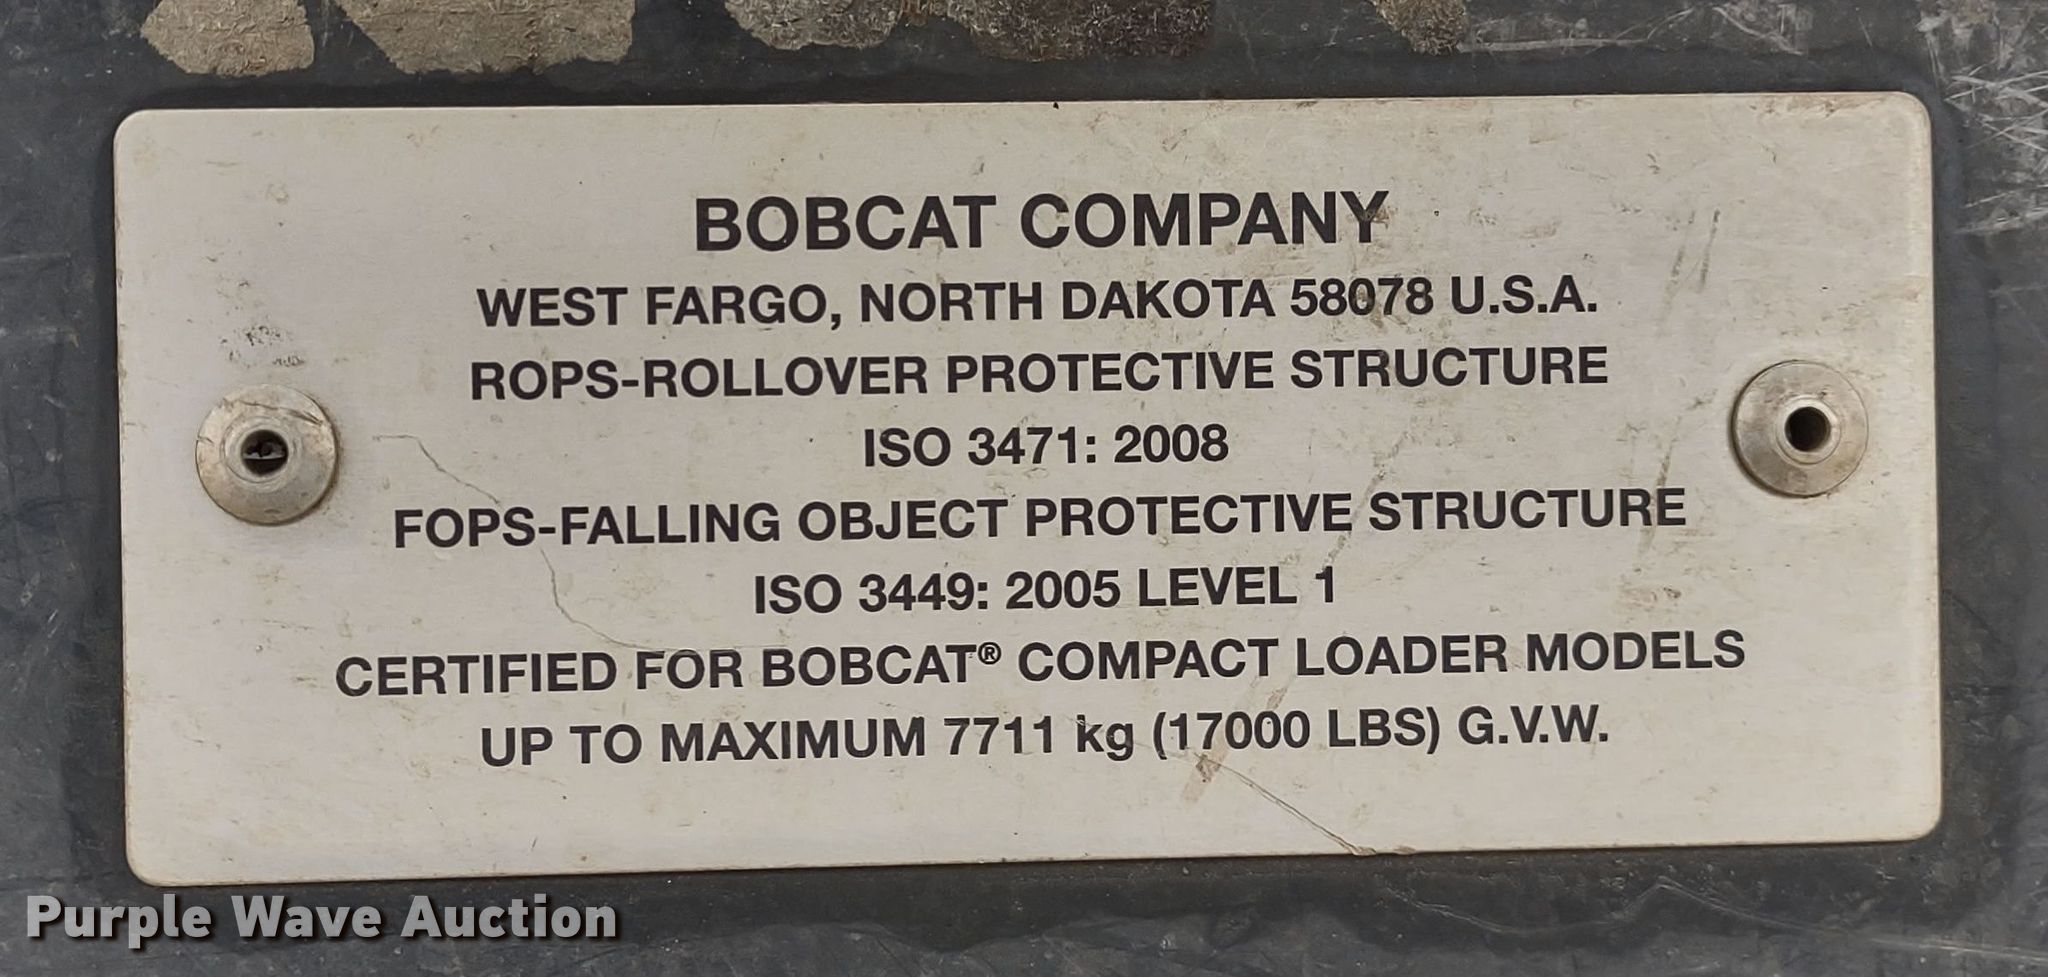 BOBCAT COMPANY
WEST FARGO, NORTH DAKOTA 58078 U.S.A.
ROPS-ROLLOVER PROTECTIVE STRUCTURE
ISO 3471: 2008
FOPS-FALLING OBJECT PROTECTIVE STRUCTURE
ISO 3449: 2005 LEVEL 1
CERTIFIED FOR BOBCAT® COMPACT LOADER MODELS
UP TO MAXIMUM 7711 kg (17000 LBS) G.V.W.
Purple Wave Auction